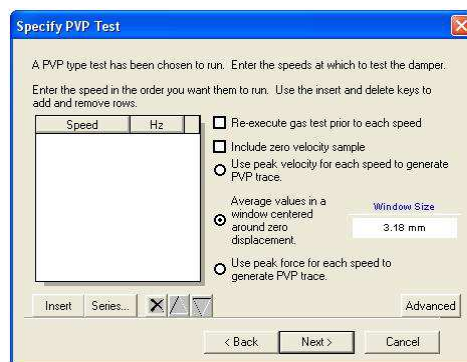 Specify PVP Test
A PVP type test has been chosen to run. Enter the speeds at which to test the damper.
Enter the speed in the order you want them to run. Use the insert and delete keys to
add and remove rows.
Speed Hz
Re-execute gas test prior to each speed
Include zero velocity sample
Use peak velocity for each speed to generate
PVP trace.
Average values in a
window centered
around zero
displacement.
Window Size
3.18 mm
Use peak force for each speed to
generate PVP trace.
Insert Series... Advanced
< Back Next > Cancel